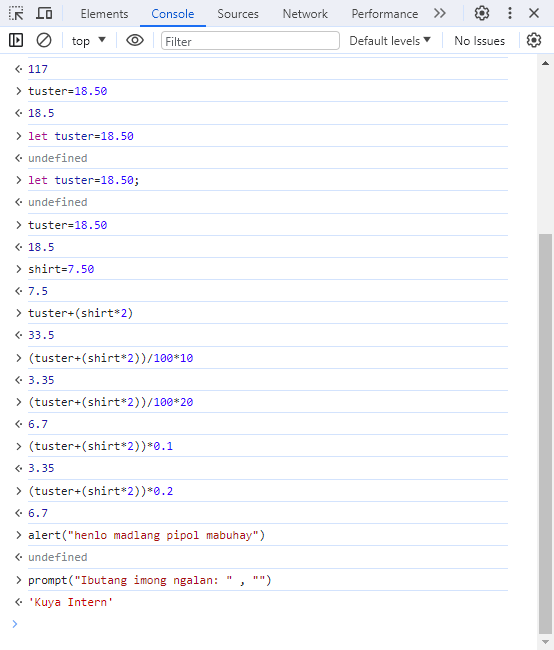 Elements Console Sources Network Performance
top Filter Default levels No Issues
117
tuster=18.50
18.5
let tuster=18.50
undefined
let tuster=18.50;
undefined
tuster=18.50
18.5
shirt=7.50
7.5
tuster+(shirt*2)
33.5
(tuster+(shirt*2))/100*10
3.35
(tuster+(shirt*2))/100*20
6.7
(tuster+(shirt*2))*0.1
3.35
(tuster+(shirt*2))*0.2
6.7
alert("henlo madlang pipol mabuhay")
undefined
prompt("Ibutang imong ngalan: " , "")
'Kuya Intern'